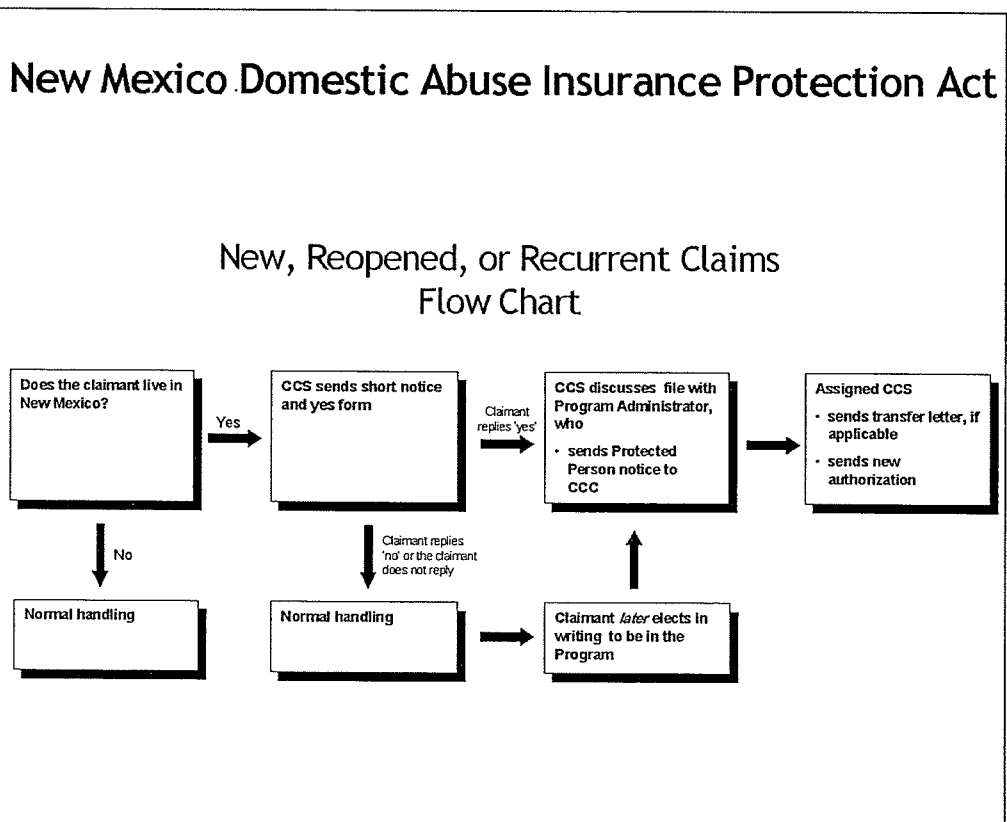 New Mexico Domestic Abuse Insurance Protection Act
New, Reopened, or Recurrent Claims
Flow Chart
Does the claimant live in
New Mexico?
Yes
No
Normal handling
CCS sends short notice
and yes form
Claimant
replies 'yes'
Claimant replies
'no' or the claimant
does not reply
Normal handling
CCS discusses file with
Program Administrator,
who
• sends Protected
Person notice to
CCC
Claimant later elects in
writing to be in the
Program
Assigned CCS
• sends transfer letter, if
applicable
• sends new
authorization